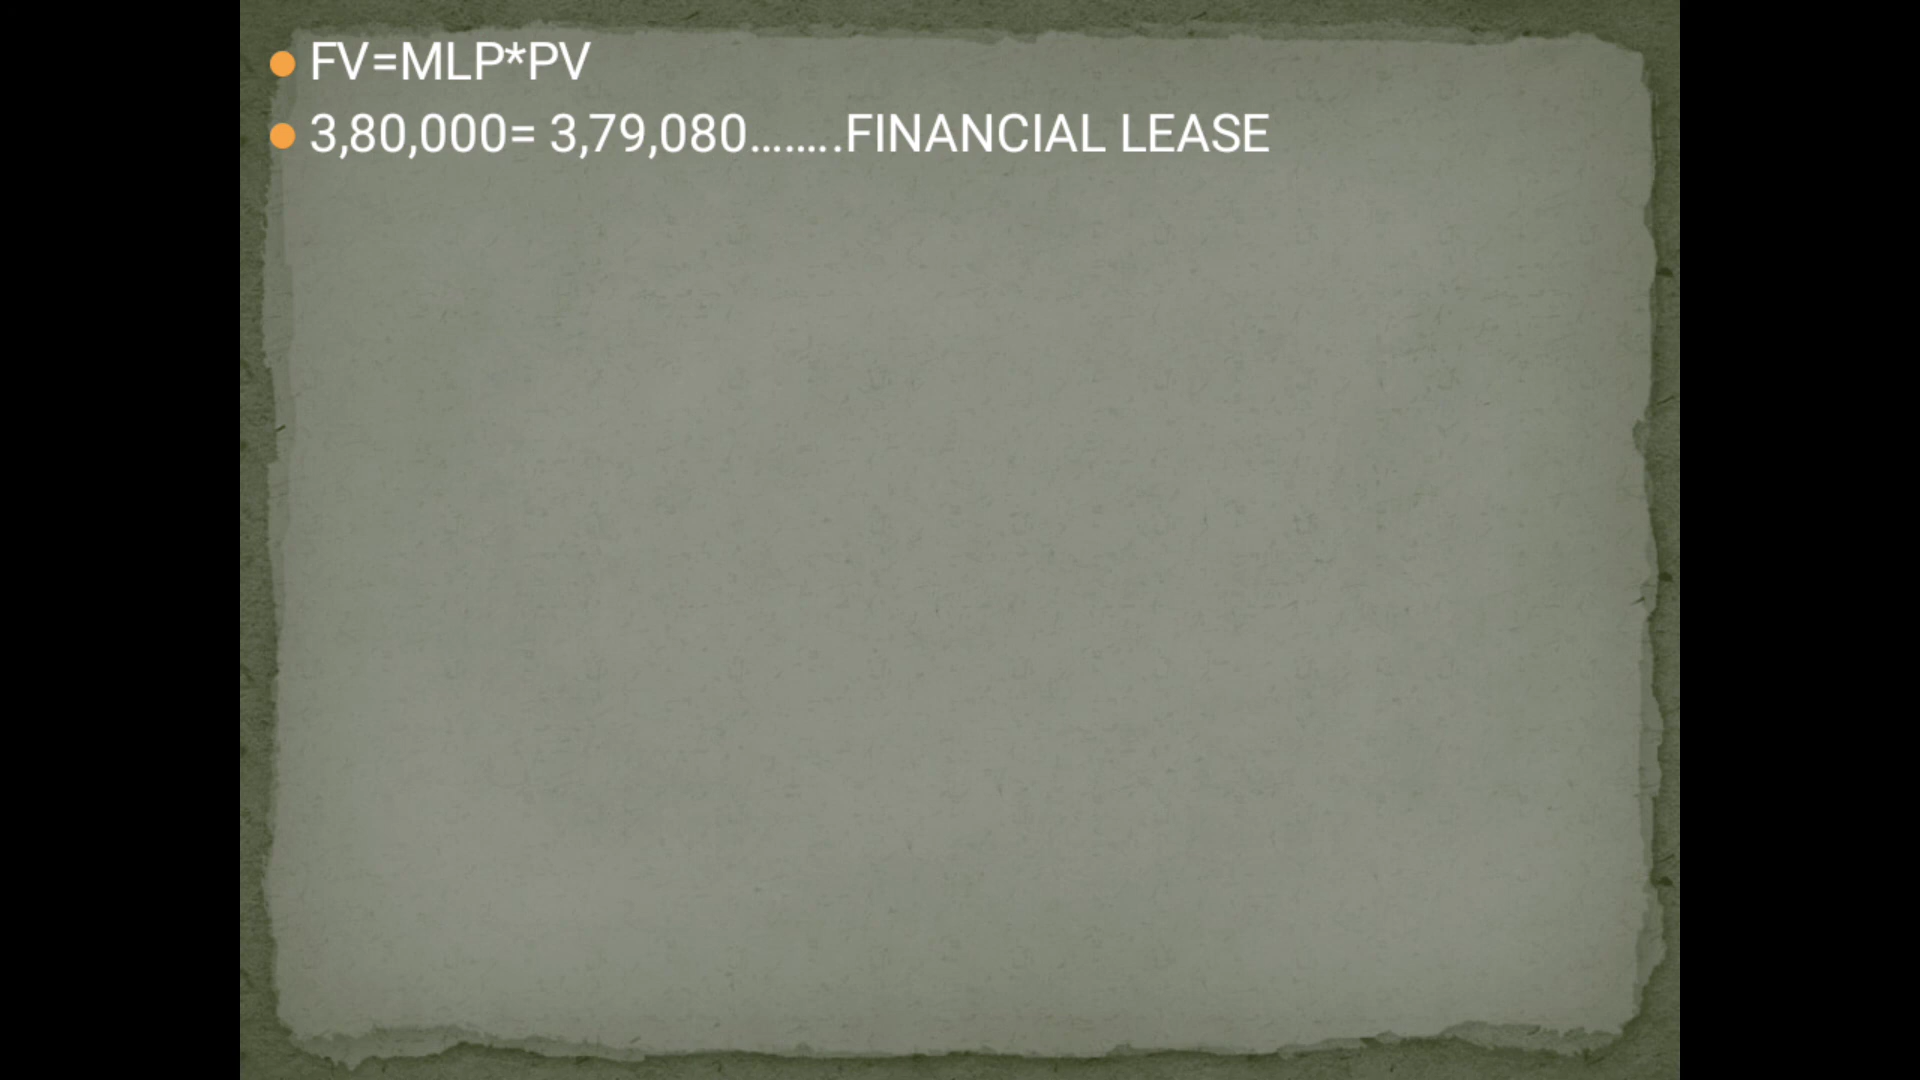 FV=MLP*PV
3,80,000= 3,79,080……..FINANCIAL LEASE